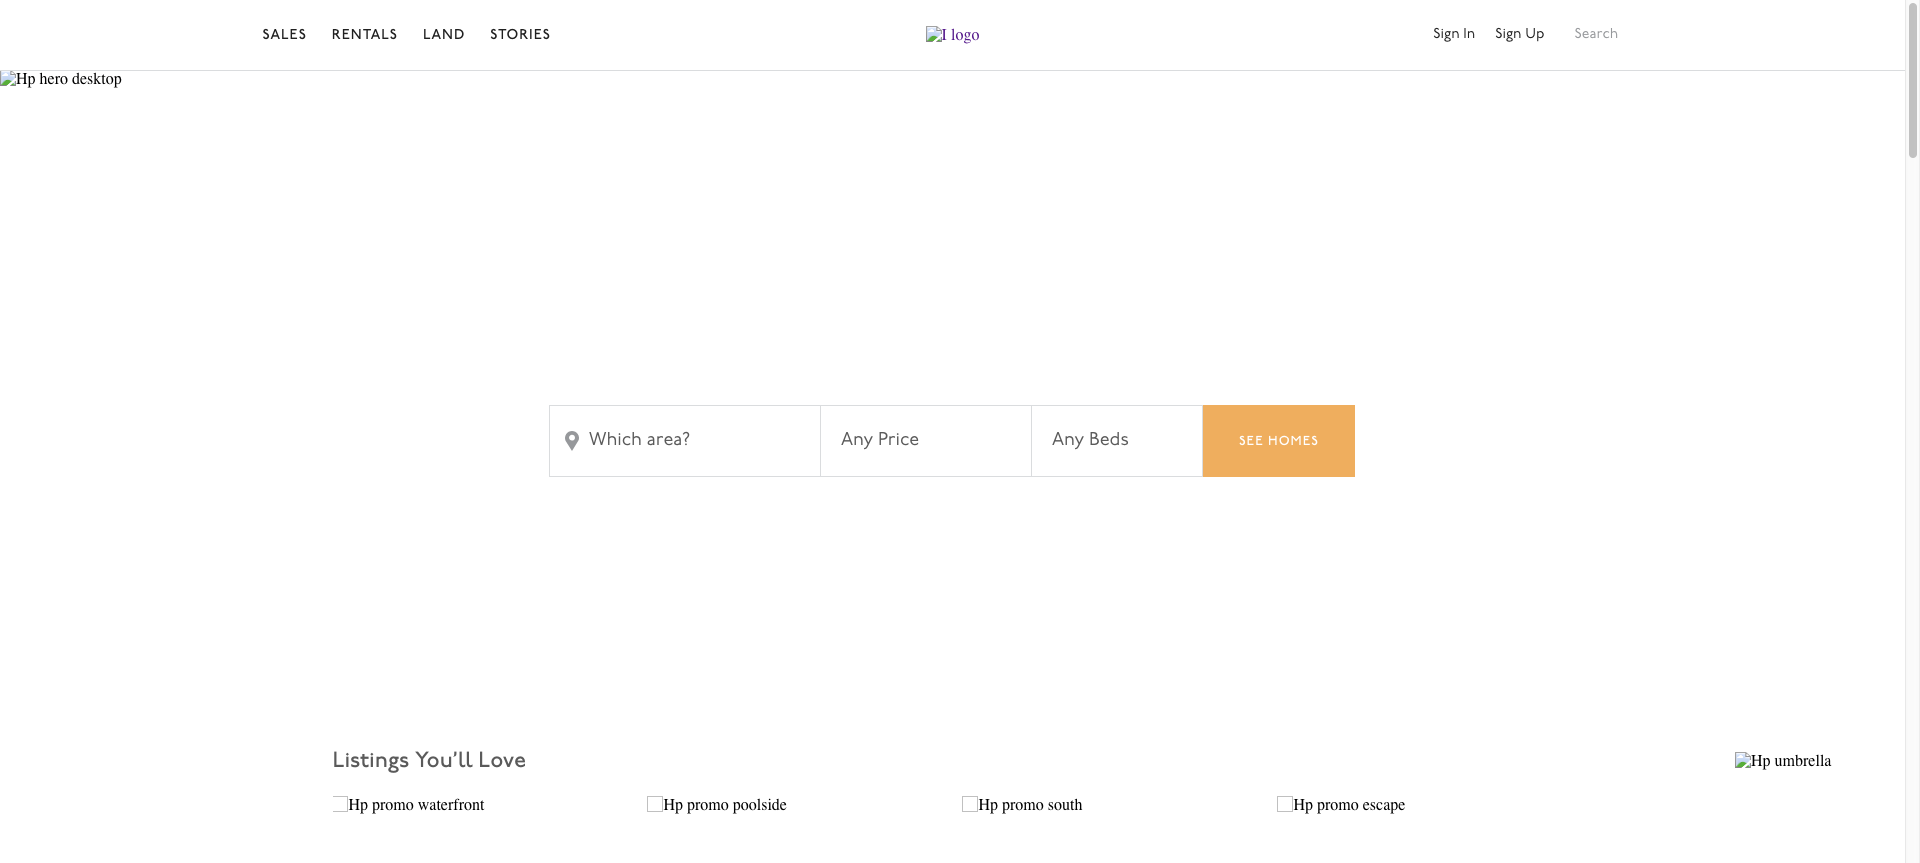 SALES RENTALS LAND STORIES I logo Sign In Sign Up Search
Hp hero desktop
Which area? Any Price Any Beds SEE HOMES
Listings You'll Love Hp umbrella
Hp promo waterfront Hp promo poolside Hp promo south Hp promo escape